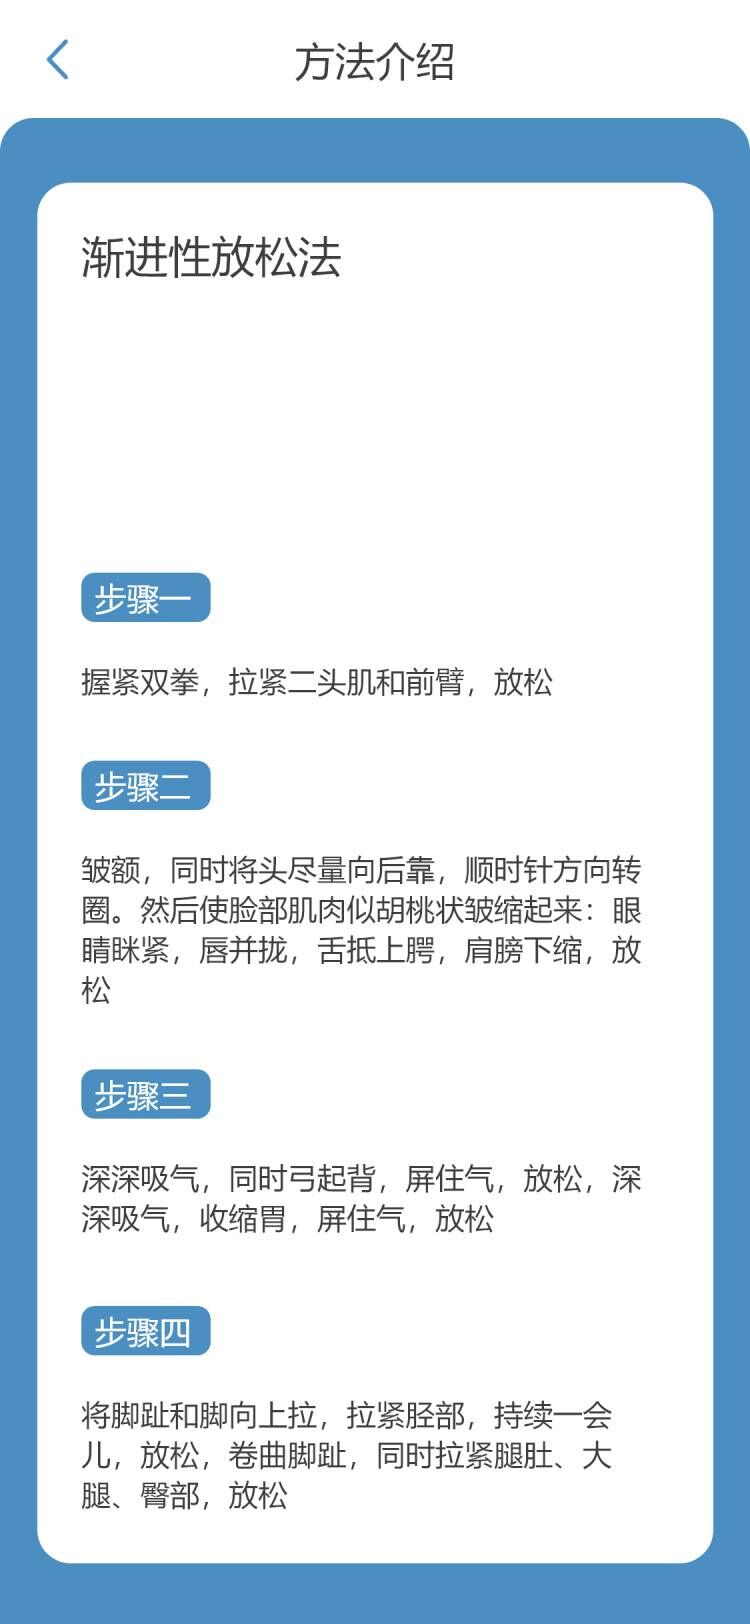 方法介绍
渐进性放松法
步骤一
握紧双拳，拉紧二头肌和前臂，放松
步骤二
皱额，同时将头尽量向后靠，顺时针方向转
圈。然后使脸部肌肉似胡桃状皱缩起来：眼
睛眯紧，唇并拢，舌抵上腭，肩膀下缩，放
松
步骤三
深深吸气，同时弓起背，屏住气，放松，深
深吸气，收缩胃，屏住气，放松
步骤四
将脚趾和脚向上拉，拉紧胫部，持续一会
儿，放松，卷曲脚趾，同时拉紧腿肚、大
腿、臀部，放松